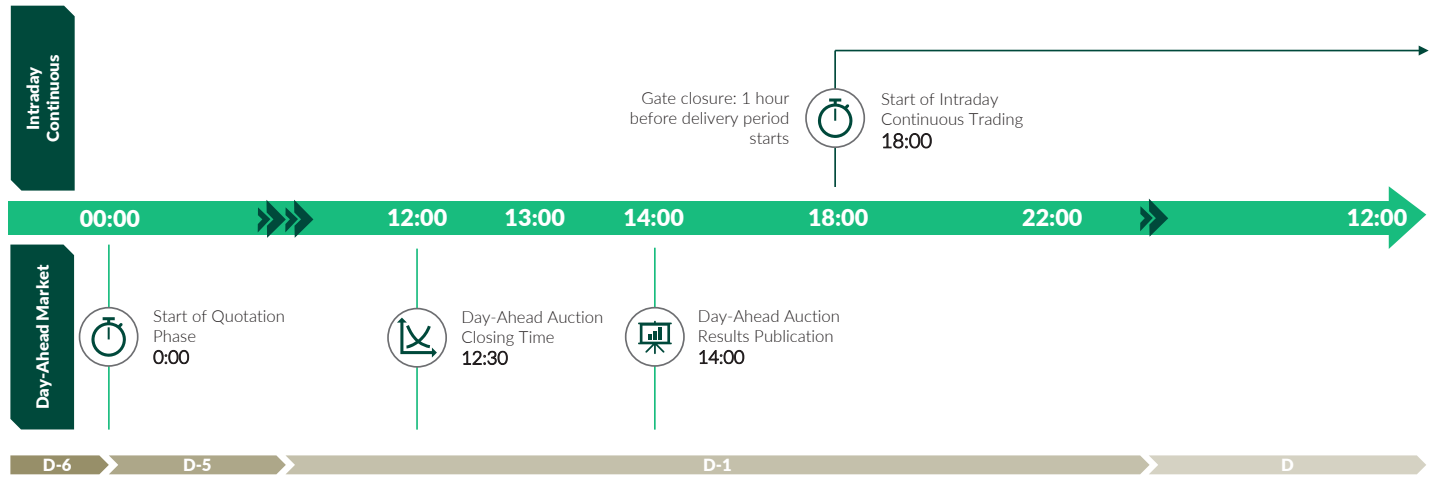 Intraday
Continuous
Gate closure: 1 hour
before delivery period
starts
Start of Intraday
Continuous Trading
18:00
00:00
12:00
13:00
14:00
18:00
22:00
12:00
Day-Ahead Market
Start of Quotation
Phase
0:00
Day-Ahead Auction
Closing Time
12:30
Day-Ahead Auction
Results Publication
14:00
D-6
D-5
D-1
D